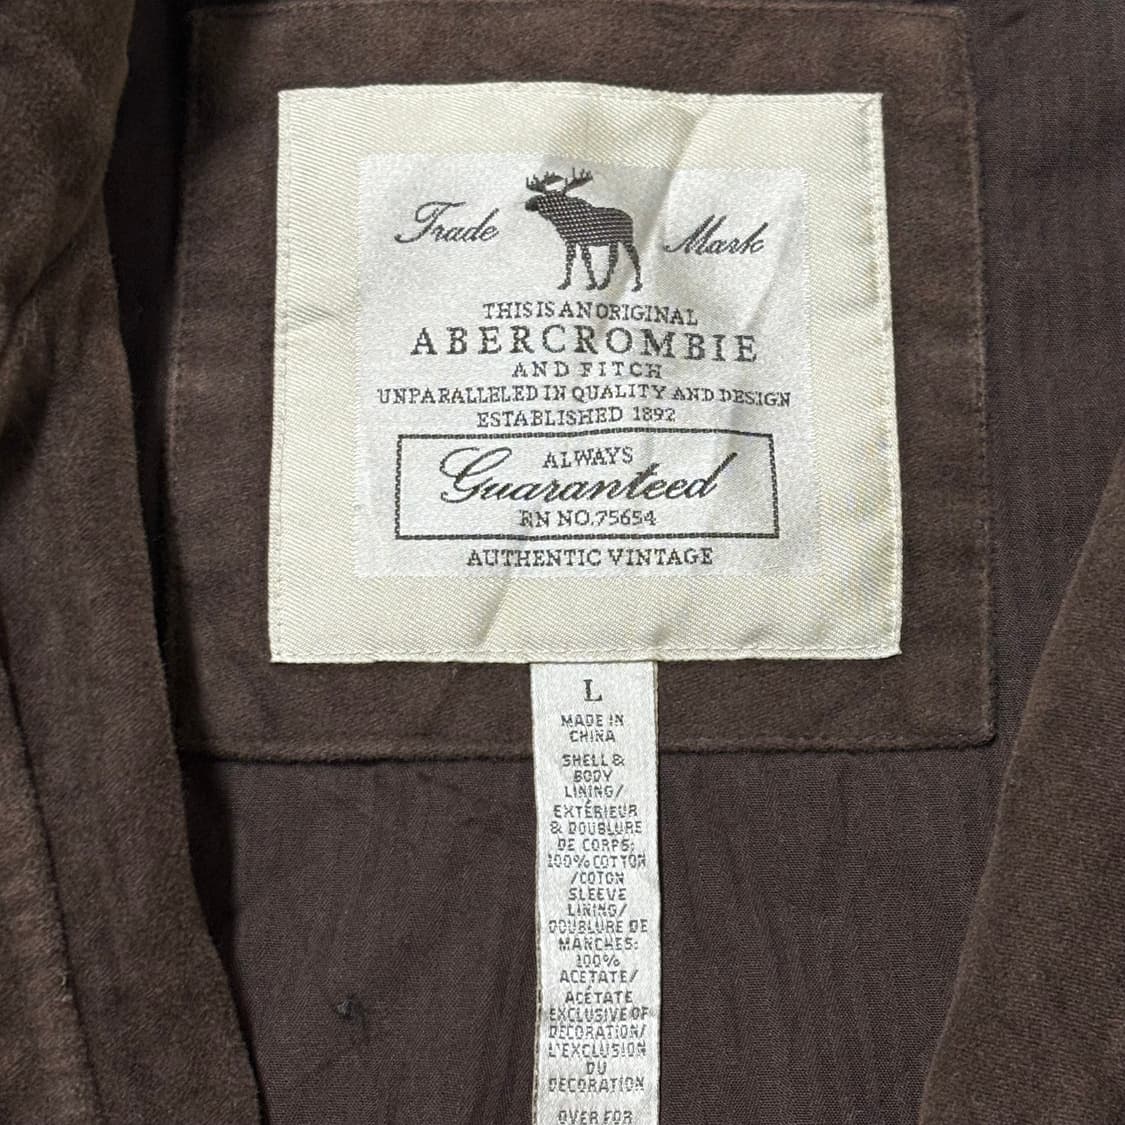 Trade Mark
THIS IS AN ORIGINAL
ABERCROMBIE
AND FITCH
UNPARALLELED IN QUALITY AND DESIGN
ESTABLISHED 1892
ALWAYS
Guaranteed
RN NO.75654
AUTHENTIC VINTAGE
L
MADE IN
CHINA
SHELL &
BODY
LINING/
EXTÉRIEUR
& DOUBLURE
DE CORPS:
100% COTTON
/COTON
SLEEVE
LINING/
DOUBLURE DE
MANCHES:
100%
ACETATE/
ACÉTATE
EXCLUSIVE OF
DECORATION/
L'EXCLUSION
DU
DECORATION
OVER FOR